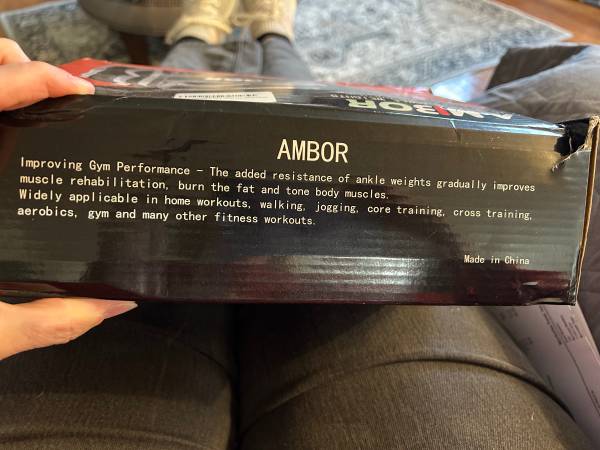 AMBOR
AMBOR
Improving Gym Performance - The added resistance of ankle weights gradually improves
muscle rehabilitation, burn the fat and tone body muscles.
Widely applicable in home workouts, walking, jogging, core training, cross training,
aerobics, gym and many other fitness workouts.
Made in China